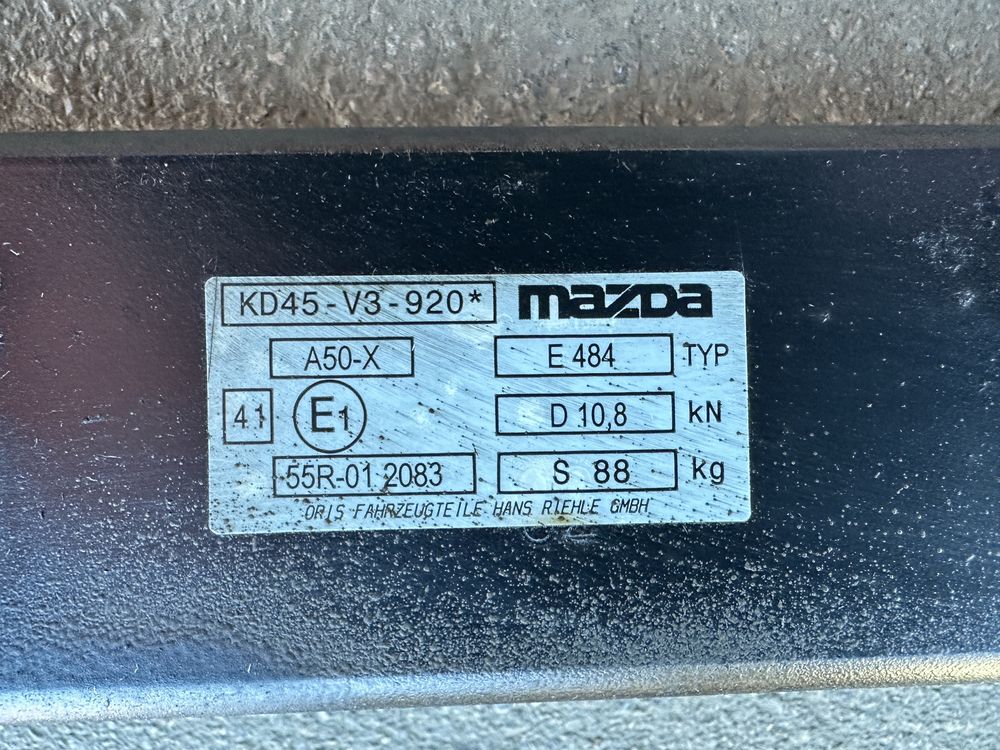 KD45-V3-920* mazda
A50-X E 484 TYP
41 E1 D 10,8 kN
55R-01 2083 S 88 kg
ORIS FAHRZEUGTEILE HANS RIEHLE GMBH